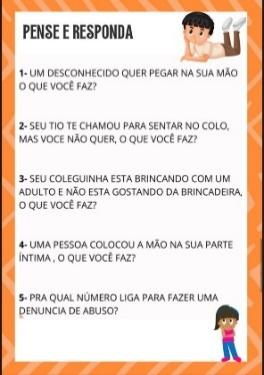 PENSE E RESPONDA
1- UM DESCONHECIDO QUER PEGAR NA SUA MÃO
O QUE VOCÊ FAZ?
2- SEU TIO TE CHAMOU PARA SENTAR NO COLO,
MAS VOCE NÃO QUER, O QUE VOCÊ FAZ?
3- SEU COLEGUINHA ESTA BRINCANDO COM UM
ADULTO E NÃO ESTA GOSTANDO DA BRINCADEIRA,
O QUE VOCÊ FAZ?
4- UMA PESSOA COLOCOU A MÃO NA SUA PARTE
ÍNTIMA , O QUE VOCÊ FAZ?
5- PRA QUAL NÚMERO LIGA PARA FAZER UMA
DENUNCIA DE ABUSO?